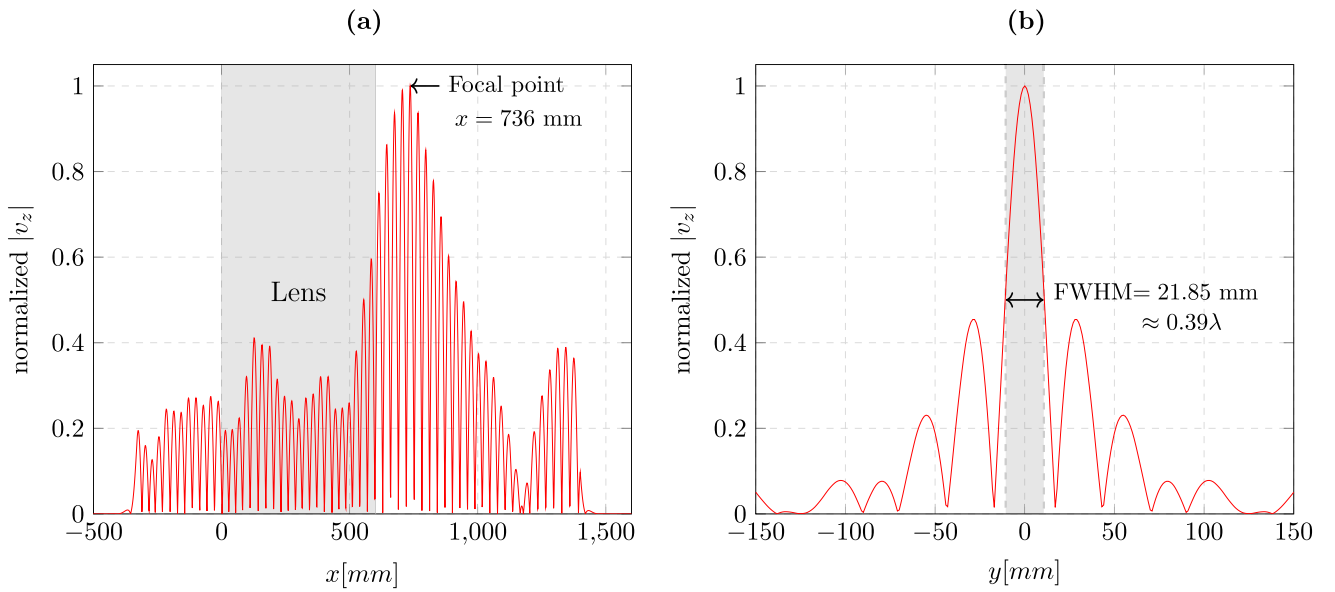 (a)
(b)
normalized |v_z|
1
0.8
0.6
0.4
0.2
0
Focal point
x = 736 mm
Lens
−500
0
500
1,000
1,500
x[mm]
normalized |v_z|
1
0.8
0.6
0.4
0.2
0
FWHM= 21.85 mm
≈ 0.39λ
−150
−100
−50
0
50
100
150
y[mm]